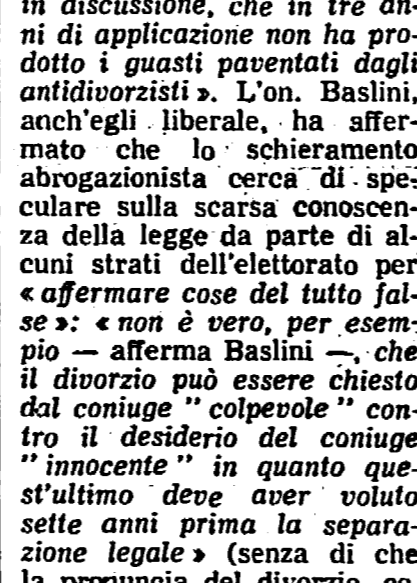 in discussione, che in tre an-
ni di applicazione non ha pro-
dotto i guasti paventati dagli
antidivorzisti ». L'on. Baslini,
anch'egli liberale, ha affer-
mato che lo schieramento
abrogazionista cerca di spe-
culare sulla scarsa conoscen-
za della legge da parte di al-
cuni strati dell'elettorato per
« affermare cose del tutto fal-
se »: « non è vero, per esem-
pio — afferma Baslini —, che
il divorzio può essere chiesto
dal coniuge " colpevole " con-
tro il desiderio del coniuge
" innocente " in quanto que-
st'ultimo deve aver voluto
sette anni prima la separa-
zione legale » (senza di che
la pronuncia del divorzio